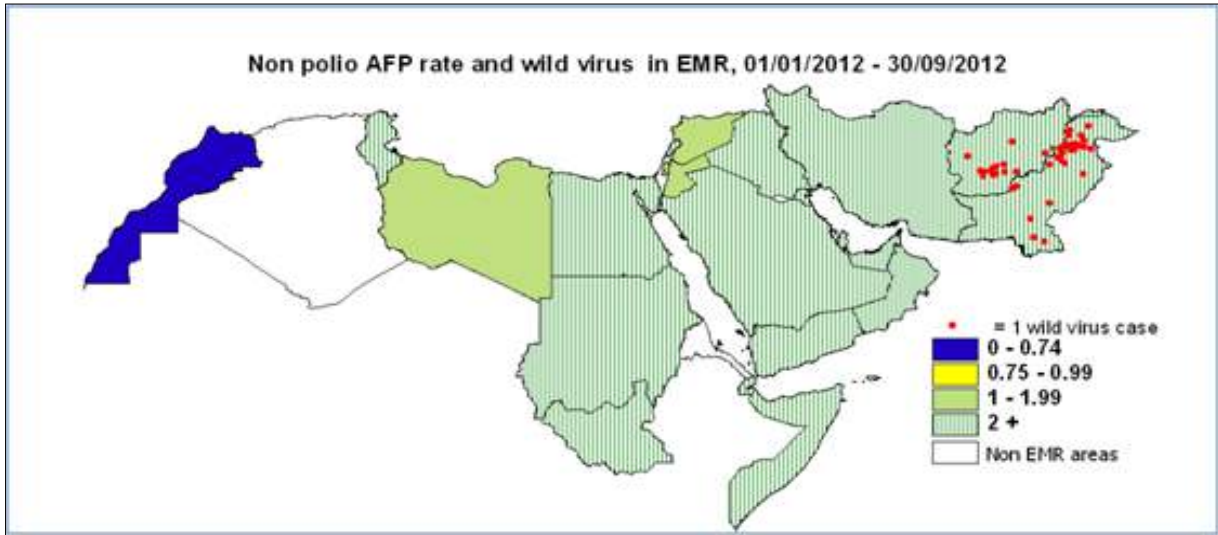 Non polio AFP rate and wild virus in EMR, 01/01/2012 - 30/09/2012
= 1 wild virus case
0 - 0.74
0.75 - 0.99
1 - 1.99
2 +
Non EMR areas